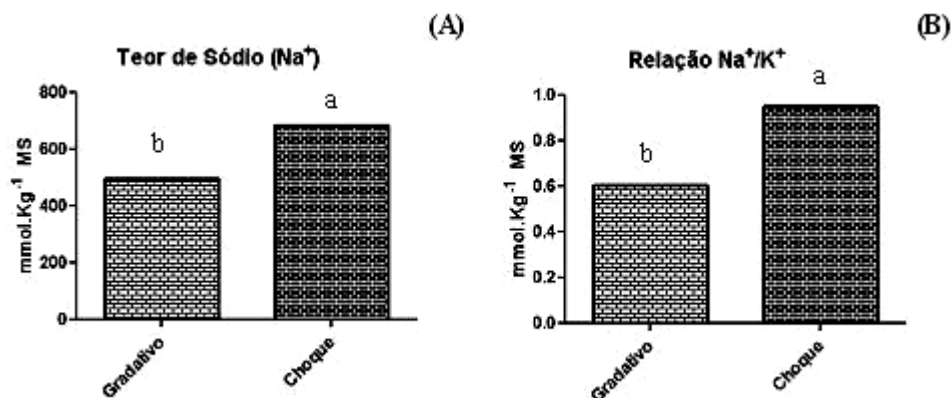 (A)
Teor de Sódio (Na⁺)
mmol.Kg⁻¹ MS
800
600
400
200
0
b
a
Gradativo
Choque
(B)
Relação Na⁺/K⁺
mmol.Kg⁻¹ MS
1.0
0.8
0.6
0.4
0.2
0.0
b
a
Gradativo
Choque